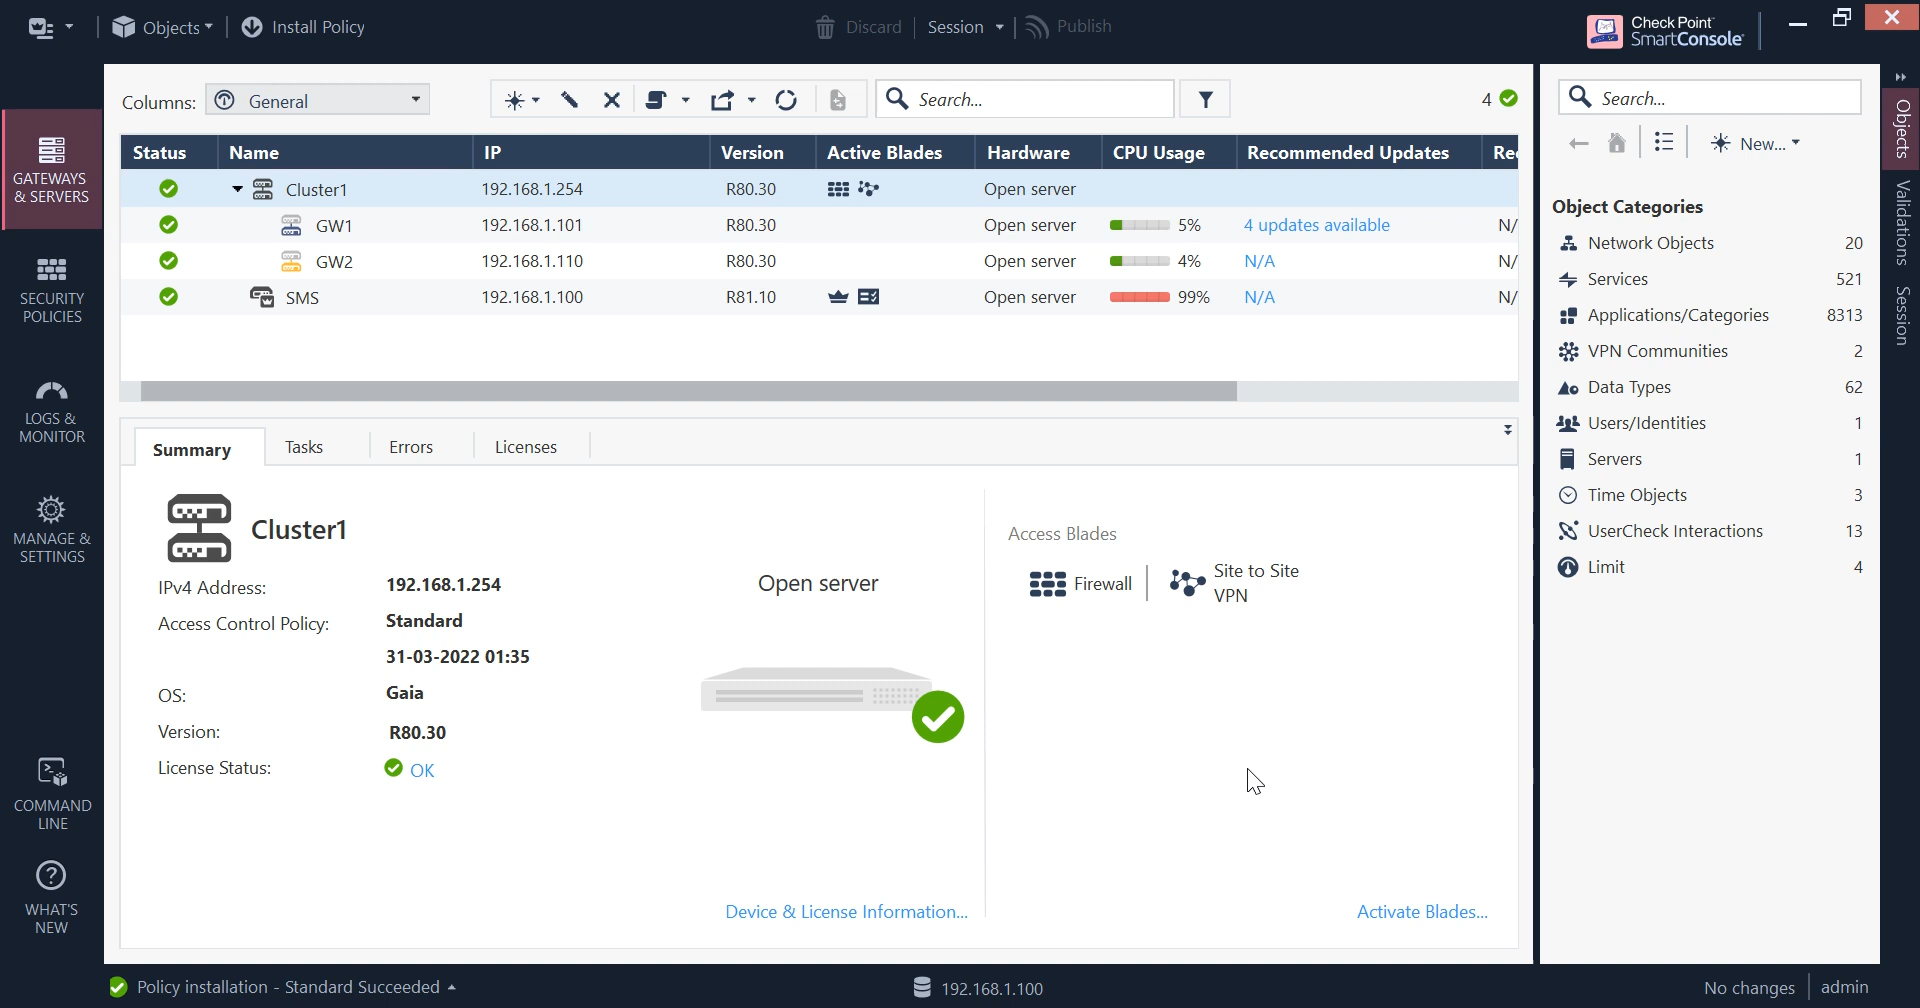 Objects
Install Policy
Discard
Session
Publish
Check Point
SmartConsole
Columns:
General
Search...
4
Status Name IP Version Active Blades Hardware CPU Usage Recommended Updates Re
Cluster1 192.168.1.254 R80.30 Open server
GW1 192.168.1.101 R80.30 Open server 5% 4 updates available N/
GW2 192.168.1.110 R80.30 Open server 4% N/A N/
SMS 192.168.1.100 R81.10 Open server 99% N/A N/
GATEWAYS
& SERVERS
SECURITY
POLICIES
LOGS &
MONITOR
MANAGE &
SETTINGS
COMMAND
LINE
WHAT'S
NEW
Summary Tasks Errors Licenses
Cluster1
IPv4 Address: 192.168.1.254
Access Control Policy: Standard
31-03-2022 01:35
OS: Gaia
Version: R80.30
License Status: OK
Open server
Device & License Information...
Access Blades
Firewall
Site to Site
VPN
Activate Blades...
Search...
New...
Object Categories
Network Objects 20
Services 521
Applications/Categories 8313
VPN Communities 2
Data Types 62
Users/Identities 1
Servers 1
Time Objects 3
UserCheck Interactions 13
Limit 4
Objects
Validations
Session
Policy installation - Standard Succeeded
192.168.1.100
No changes
admin